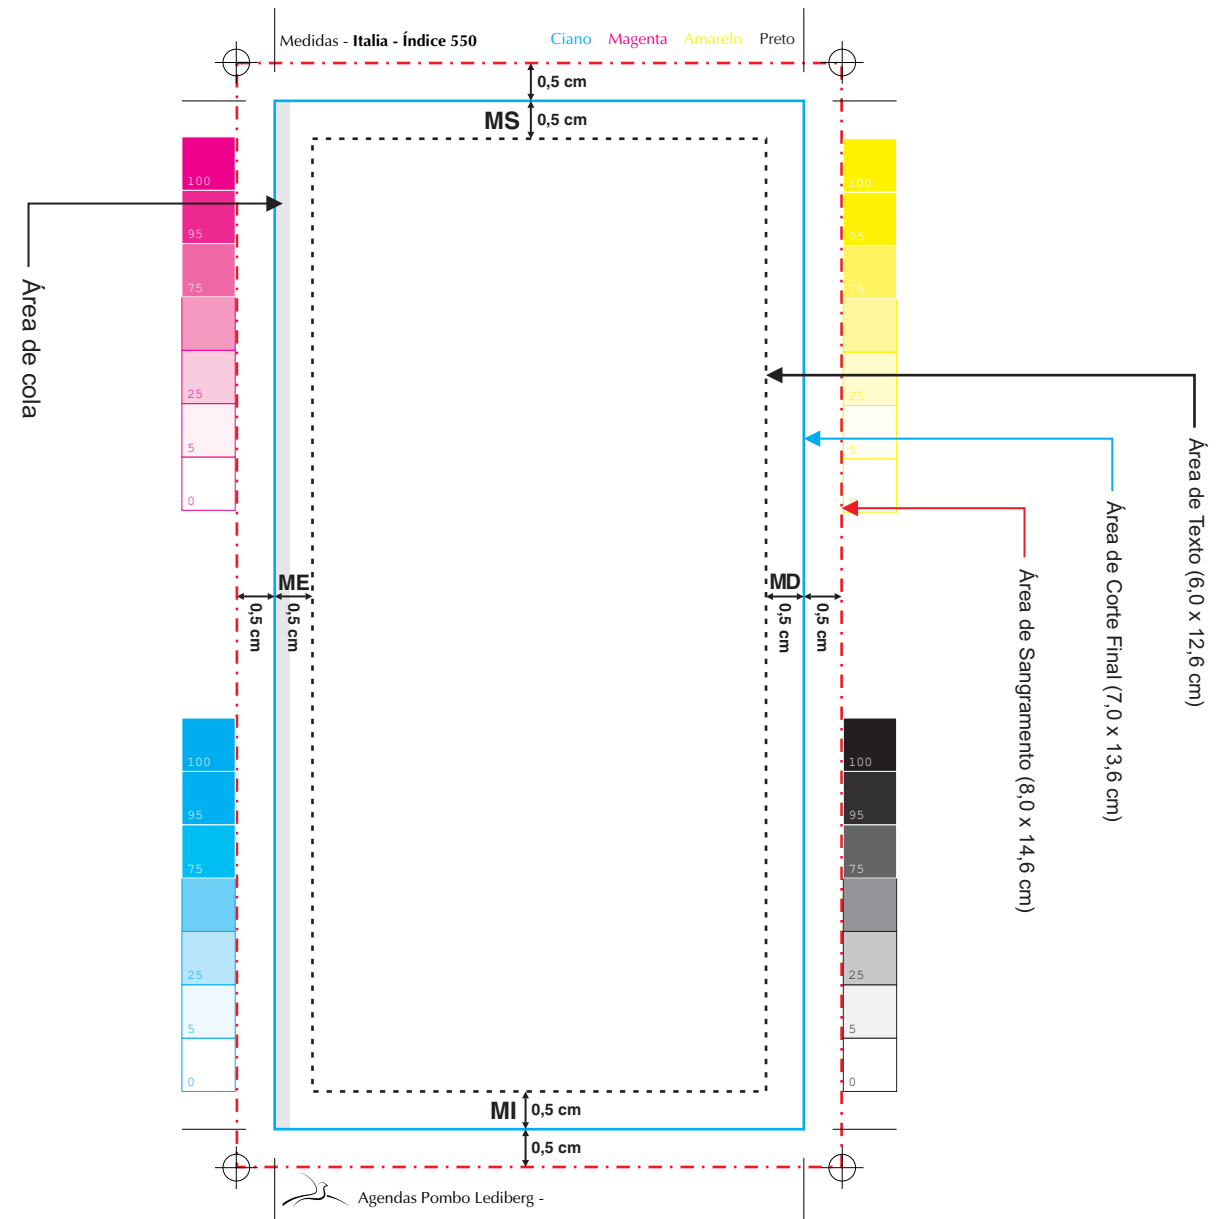 Medidas - Italia - Índice 550
Ciano Magenta Amarelo Preto
0,5 cm
MS 0,5 cm
100
95
75
25
5
0
100
95
75
25
5
Área de cola
Área de Texto (6,0 x 12,6 cm)
Área de Corte Final (7,0 x 13,6 cm)
Área de Sangramento (8,0 x 14,6 cm)
ME
0,5 cm
0,5 cm
MD
0,5 cm
0,5 cm
100
95
75
25
5
0
100
95
75
25
5
0
MI 0,5 cm
0,5 cm
Agendas Pombo Lediberg -